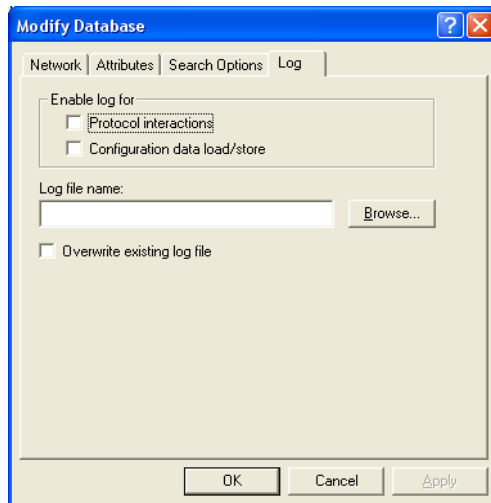 Modify Database
Network Attributes Search Options Log
Enable log for
Protocol interactions
Configuration data load/store
Log file name:
Browse...
Overwrite existing log file
OK Cancel Apply